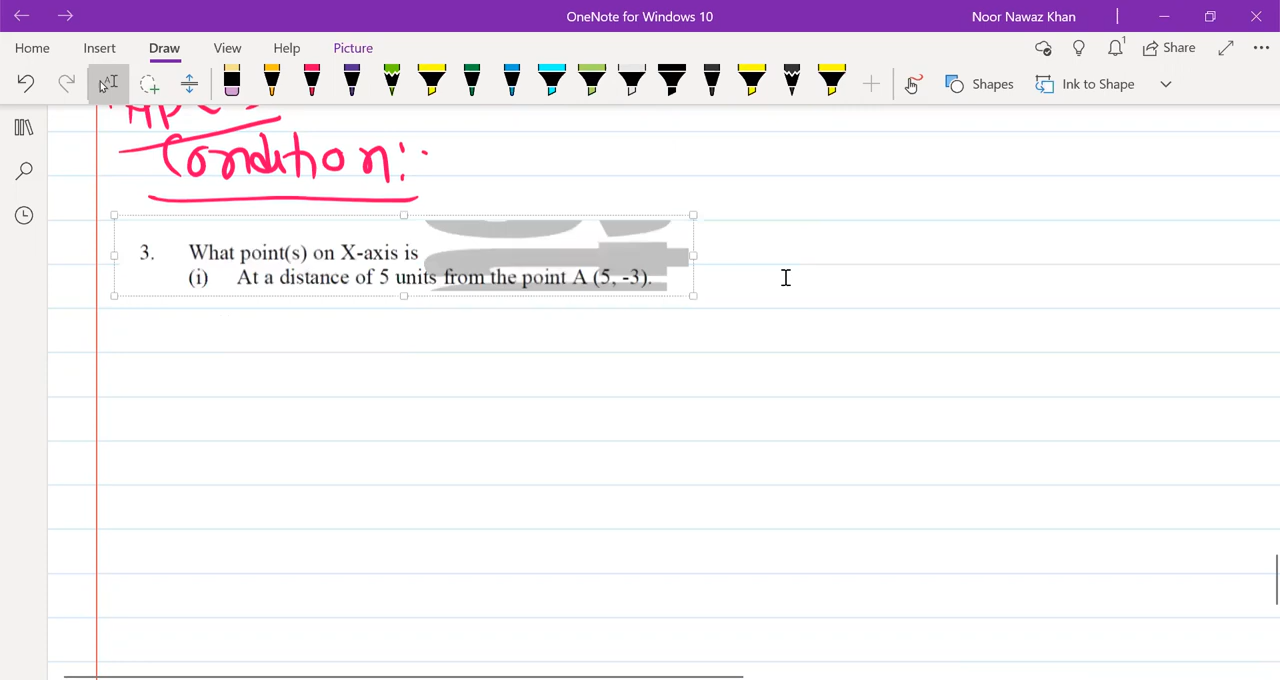 OneNote for Windows 10
Noor Nawaz Khan
Home Insert Draw View Help Picture
Share
Shapes
Ink to Shape
Condition:
3. What point(s) on X-axis is
(i) At a distance of 5 units from the point A (5, -3).